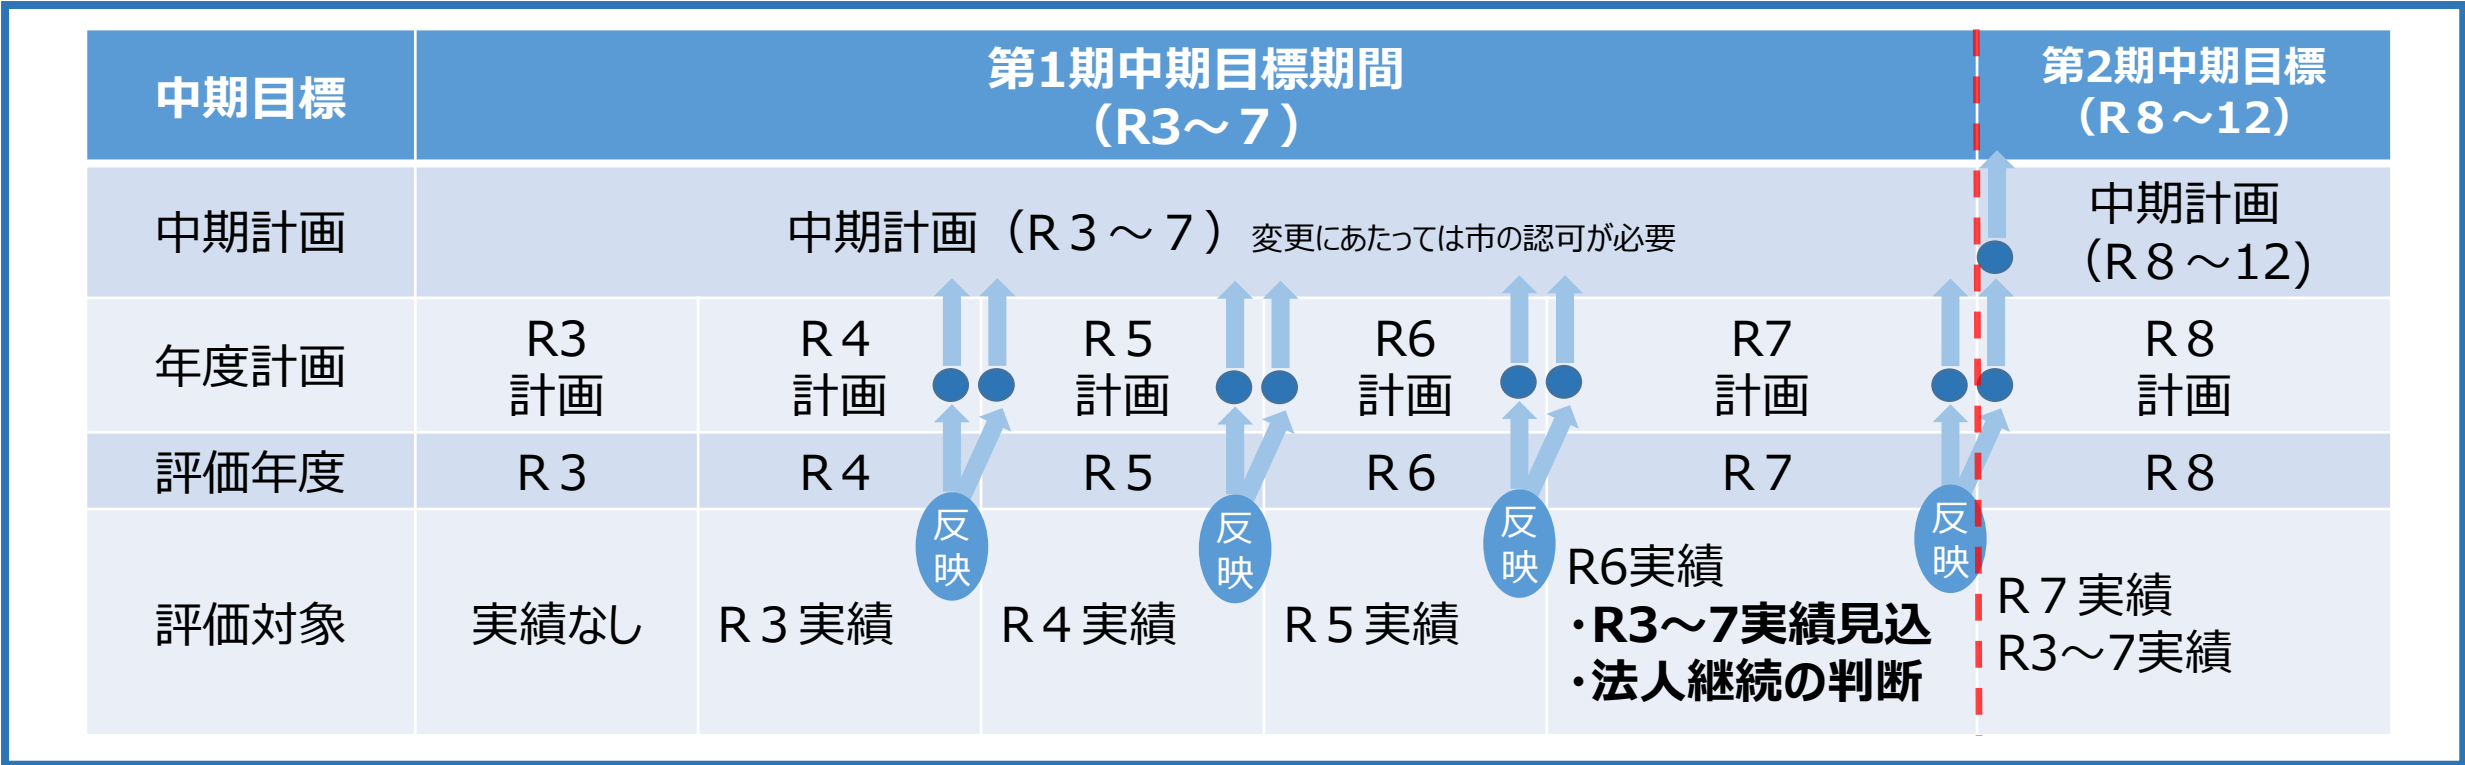 中期目標
第1期中期目標期間
（R3～７）
第2期中期目標
（R８～12）
中期計画
中期計画（R３～７）変更にあたっては市の認可が必要
中期計画
（R８～12）
年度計画
R3
計画
R４
計画
R５
計画
R6
計画
R7
計画
R８
計画
評価年度
R３
R４
R５
R６
R７
R８
評価対象
実績なし
R３実績
反
映
R４実績
反
映
R５実績
反
映
R6実績
・R3～7実績見込
・法人継続の判断
反
映
R７実績
R3～7実績